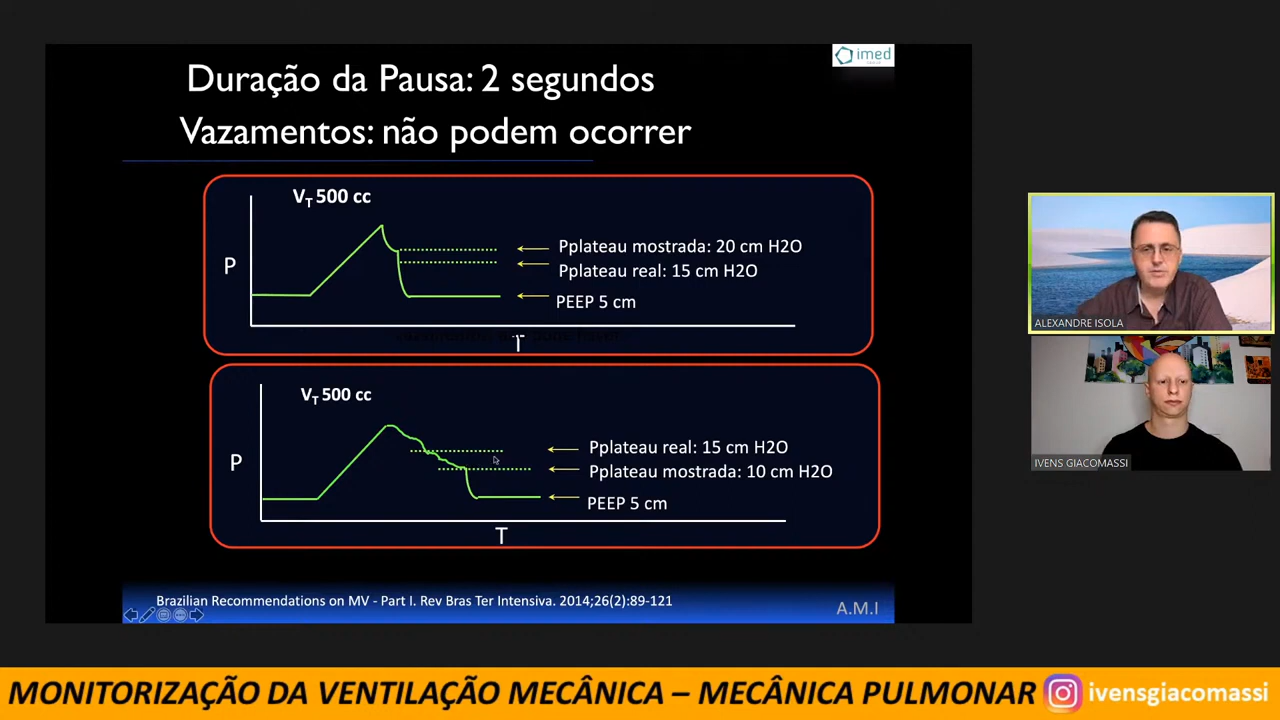 imed
Duração da Pausa: 2 segundos
Vazamentos: não podem ocorrer
VT 500 cc
P
Pplateau mostrada: 20 cm H2O
Pplateau real: 15 cm H2O
PEEP 5 cm
T
VT 500 cc
P
Pplateau real: 15 cm H2O
Pplateau mostrada: 10 cm H2O
PEEP 5 cm
T
Brazilian Recommendations on MV - Part I. Rev Bras Ter Intensiva. 2014;26(2):89-121
A.M.I
ALEXANDRE ISOLA
IVENS GIACOMASSI
MONITORIZAÇÃO DA VENTILAÇÃO MECÂNICA – MECÂNICA PULMONAR ivensgiacomassi